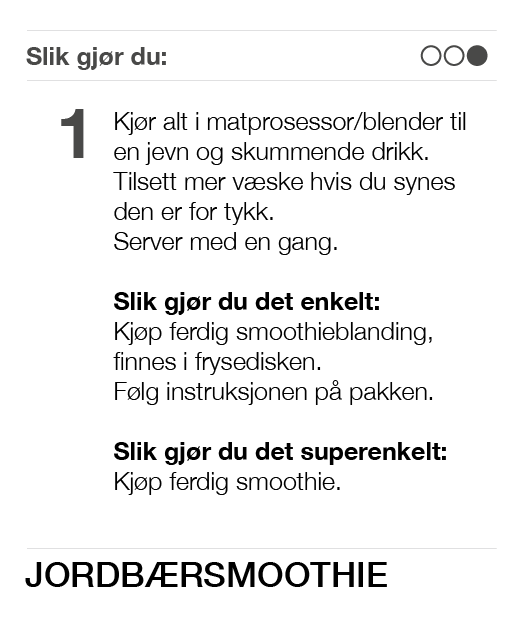 Slik gjør du:
1
Kjør alt i matprosessor/blender til
en jevn og skummende drikk.
Tilsett mer væske hvis du synes
den er for tykk.
Server med en gang.
Slik gjør du det enkelt:
Kjøp ferdig smoothieblanding,
finnes i frysedisken.
Følg instruksjonen på pakken.
Slik gjør du det superenkelt:
Kjøp ferdig smoothie.
JORDBÆRSMOOTHIE